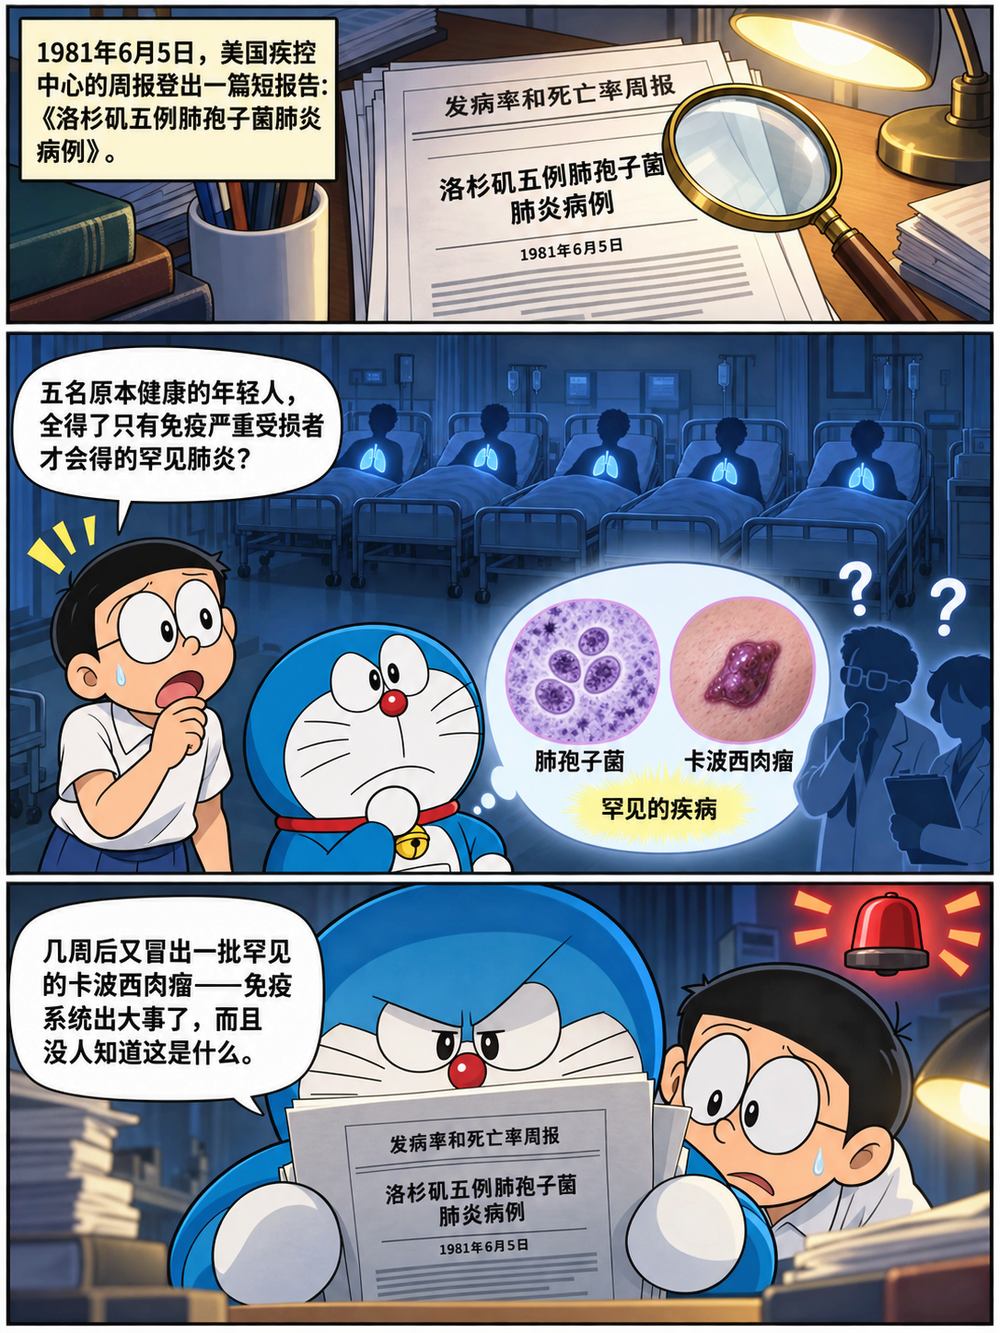 1981年6月5日，美国疾控
中心的周报登出一篇短报告:
《洛杉矶五例肺孢子菌肺炎
病例》。
发病率和死亡率周报
洛杉矶五例肺孢子菌
肺炎病例
1981年6月5日
五名原本健康的年轻人，
全得了只有免疫严重受损者
才会得的罕见肺炎？
?
?
肺孢子菌
卡波西肉瘤
罕见的疾病
几周后又冒出一批罕见
的卡波西肉瘤——免疫
系统出大事了，而且
没人知道这是什么。
发病率和死亡率周报
洛杉矶五例肺孢子菌
肺炎病例
1981年6月5日